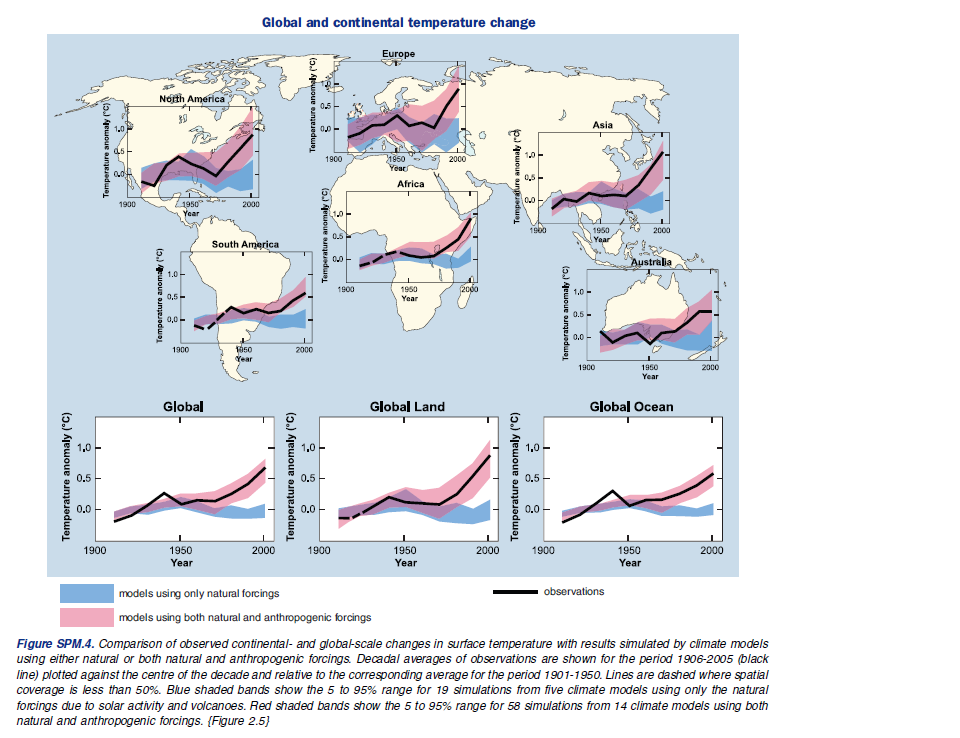 Global and continental temperature change
Europe
Temperature anomaly (°C)
1,0
0,5
0,0
1900
1950
2000
Year
North America
Temperature anomaly (°C)
1,0
0,5
0,0
1900
1950
2000
Year
Asia
Temperature anomaly (°C)
1,0
0,5
0,0
1900
1950
2000
Year
Africa
Temperature anomaly (°C)
1,0
0,5
0,0
1900
1950
2000
Year
South America
Temperature anomaly (°C)
1,0
0,5
0,0
1900
1950
2000
Year
Australia
Temperature anomaly (°C)
1,0
0,5
0,0
1900
1950
2000
Year
Global
Temperature anomaly (°C)
1,0
0,5
0,0
1900
1950
2000
Year
Global Land
Temperature anomaly (°C)
1,0
0,5
0,0
1900
1950
2000
Year
Global Ocean
Temperature anomaly (°C)
1,0
0,5
0,0
1900
1950
2000
Year
models using only natural forcings
observations
models using both natural and anthropogenic forcings
Figure SPM.4. Comparison of observed continental- and global-scale changes in surface temperature with results simulated by climate models
using either natural or both natural and anthropogenic forcings. Decadal averages of observations are shown for the period 1906-2005 (black
line) plotted against the centre of the decade and relative to the corresponding average for the period 1901-1950. Lines are dashed where spatial
coverage is less than 50%. Blue shaded bands show the 5 to 95% range for 19 simulations from five climate models using only the natural
forcings due to solar activity and volcanoes. Red shaded bands show the 5 to 95% range for 58 simulations from 14 climate models using both
natural and anthropogenic forcings. {Figure 2.5}